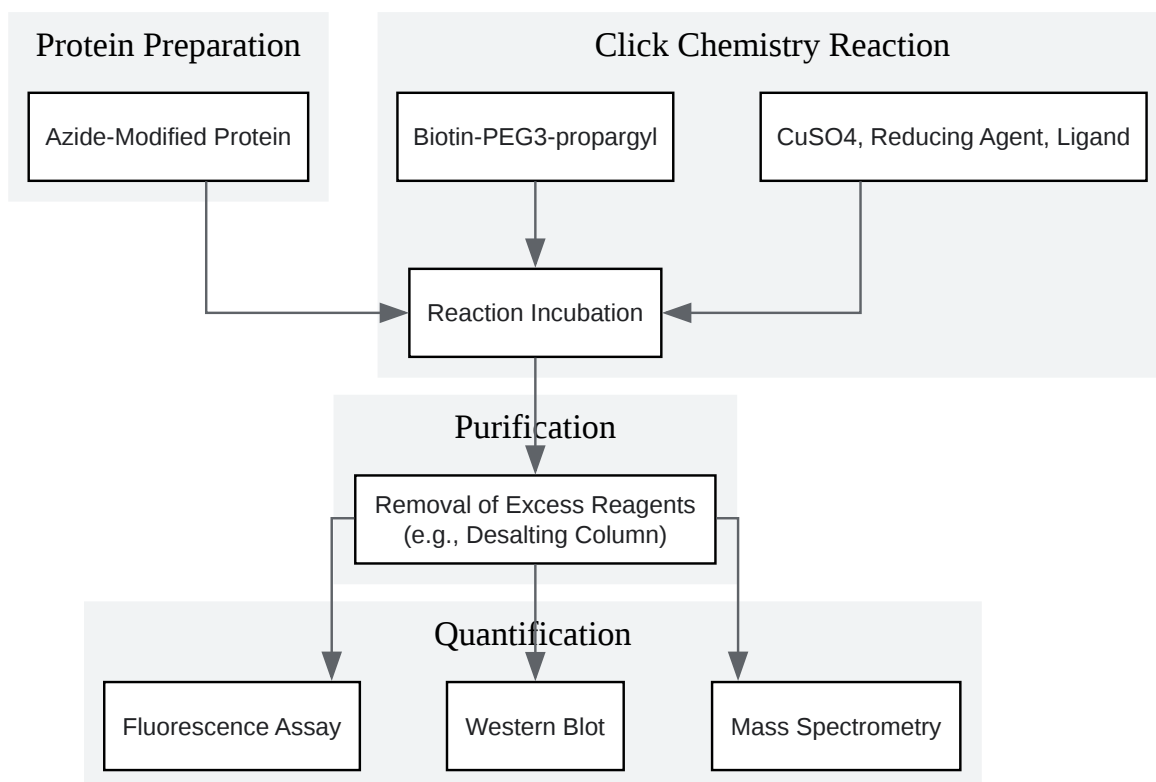 Protein Preparation
Click Chemistry Reaction
Azide-Modified Protein
Biotin-PEG3-propargyl
CuSO4, Reducing Agent, Ligand
Reaction Incubation
Purification
Removal of Excess Reagents
(e.g., Desalting Column)
Quantification
Fluorescence Assay
Western Blot
Mass Spectrometry